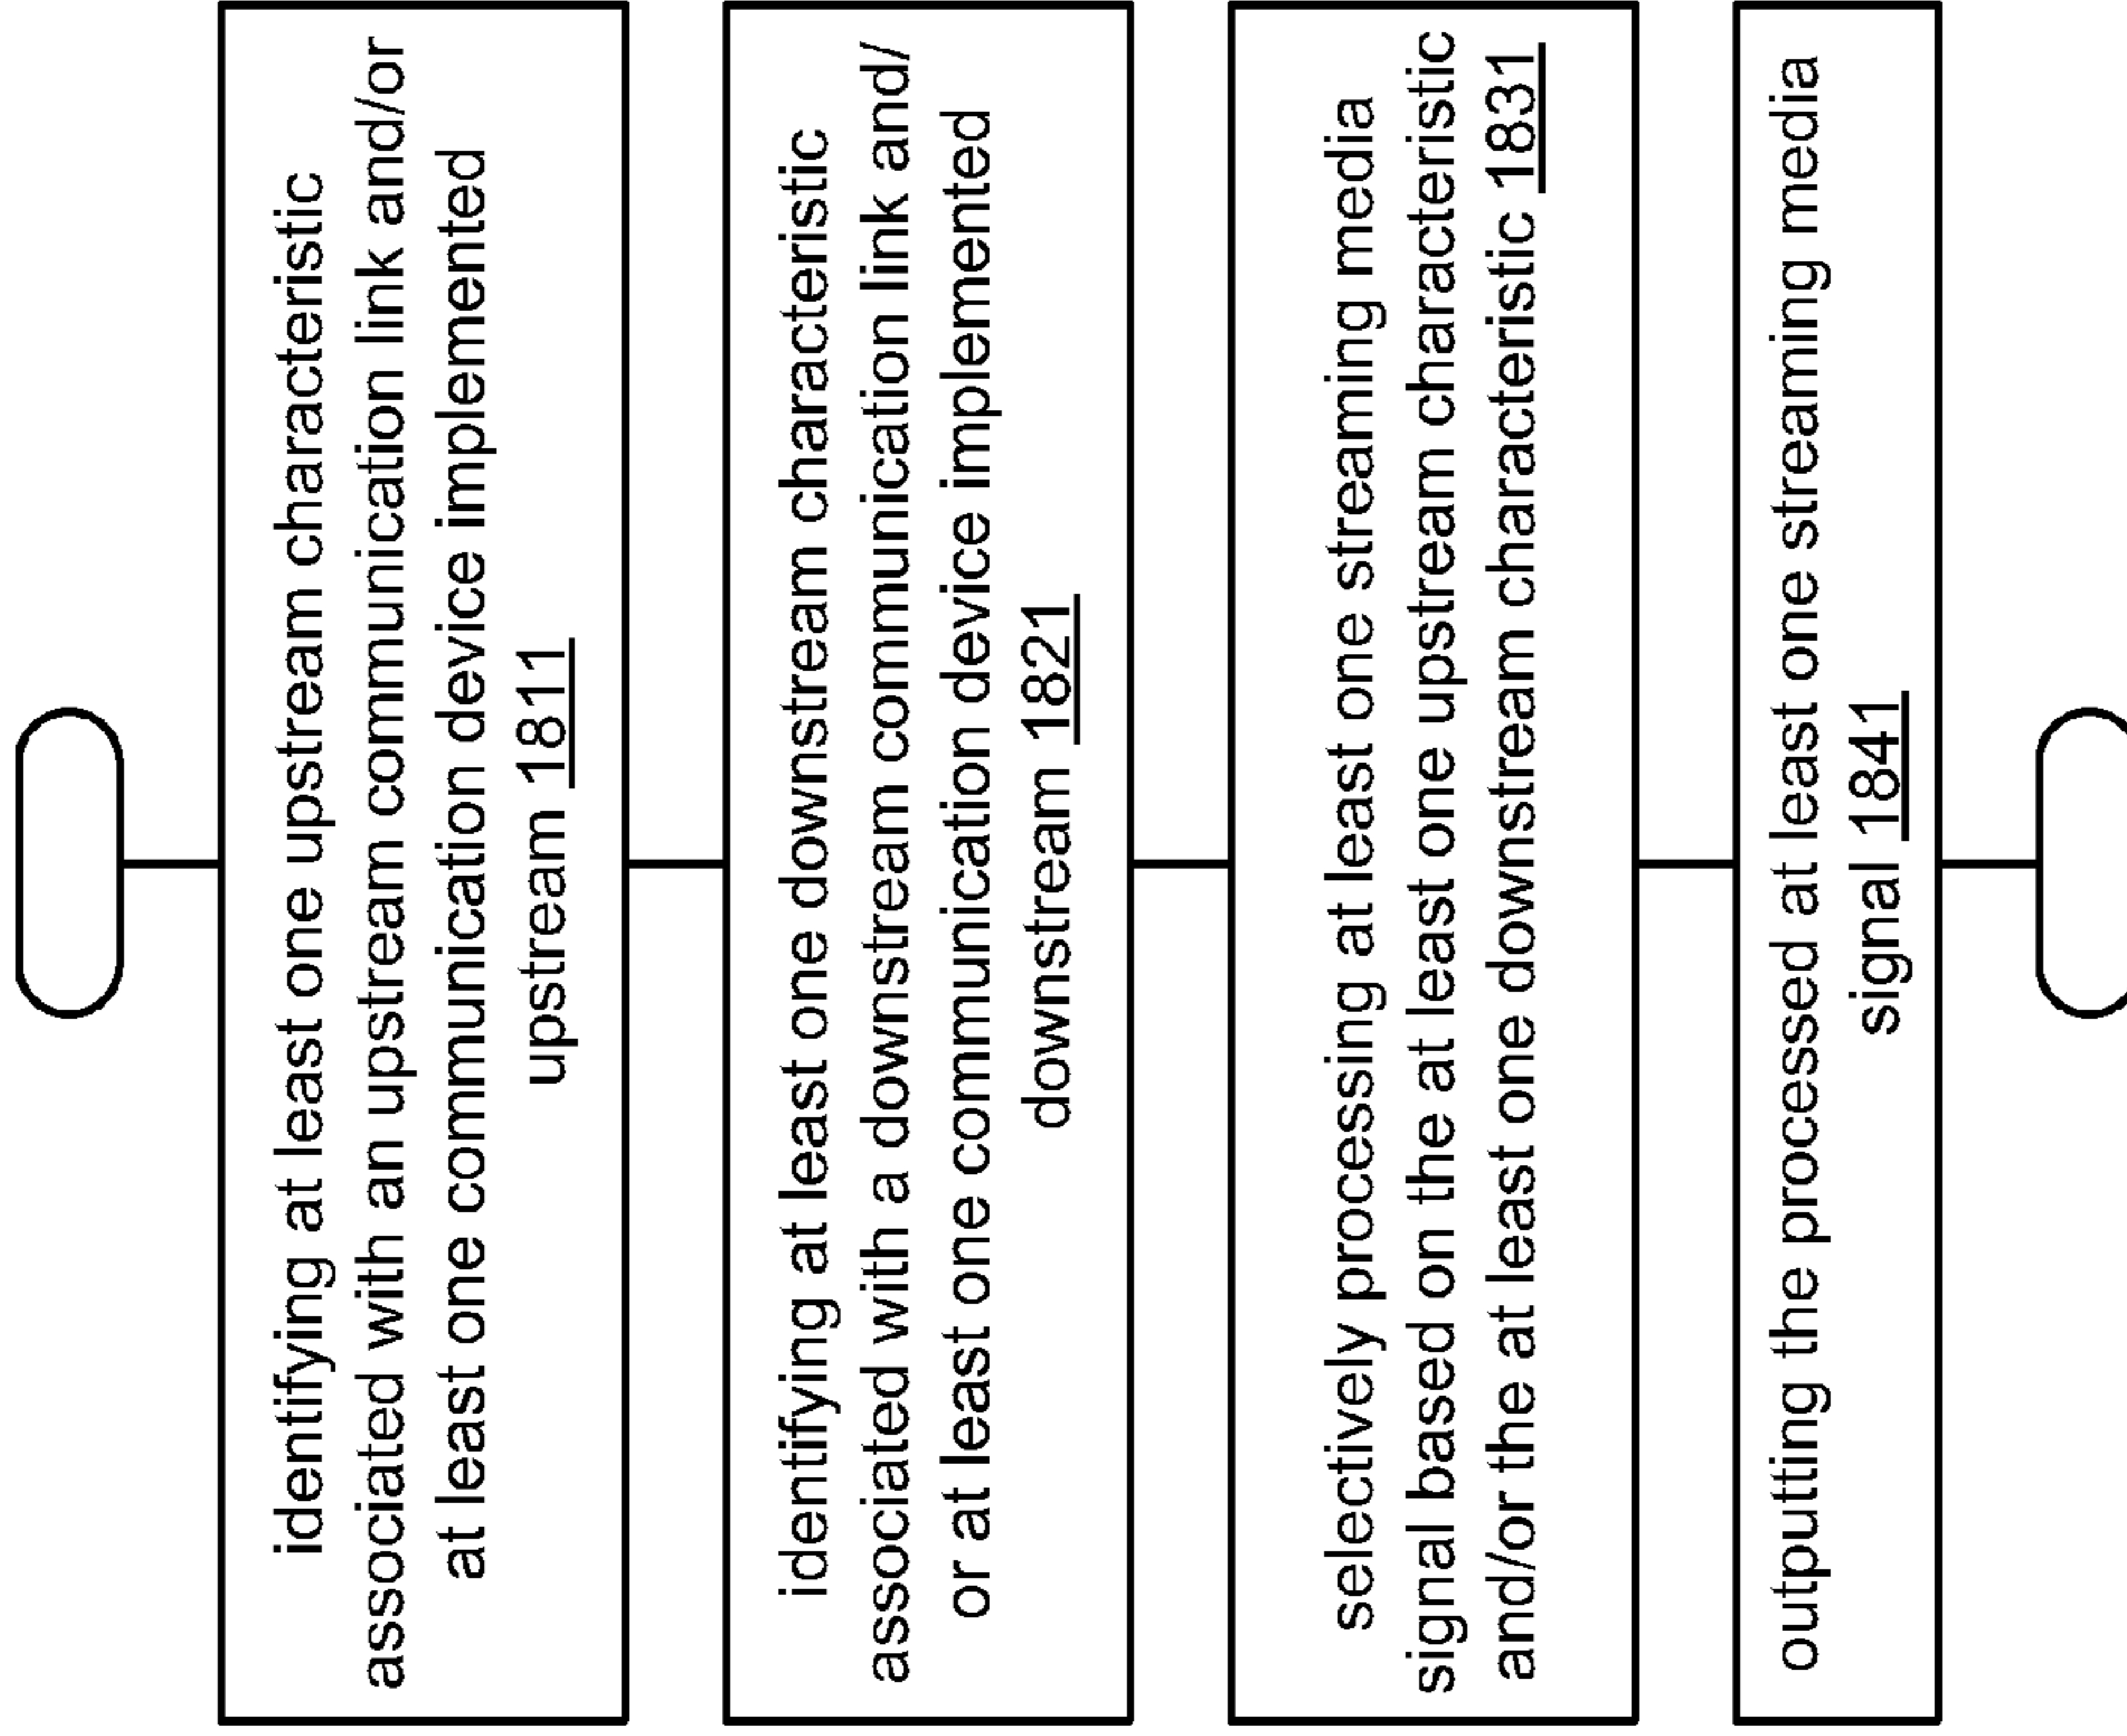 identifying at least one upstream characteristic
associated with an upstream communication link and/or
at least one communication device implemented
upstream 1811
identifying at least one downstream characteristic
associated with a downstream communication link and/
or at least one communication device implemented
downstream 1821
selectively processing at least one streaming media
signal based on the at least one upstream characteristic
and/or the at least one downstream characteristic 1831
outputting the processed at least one streaming media
signal 1841